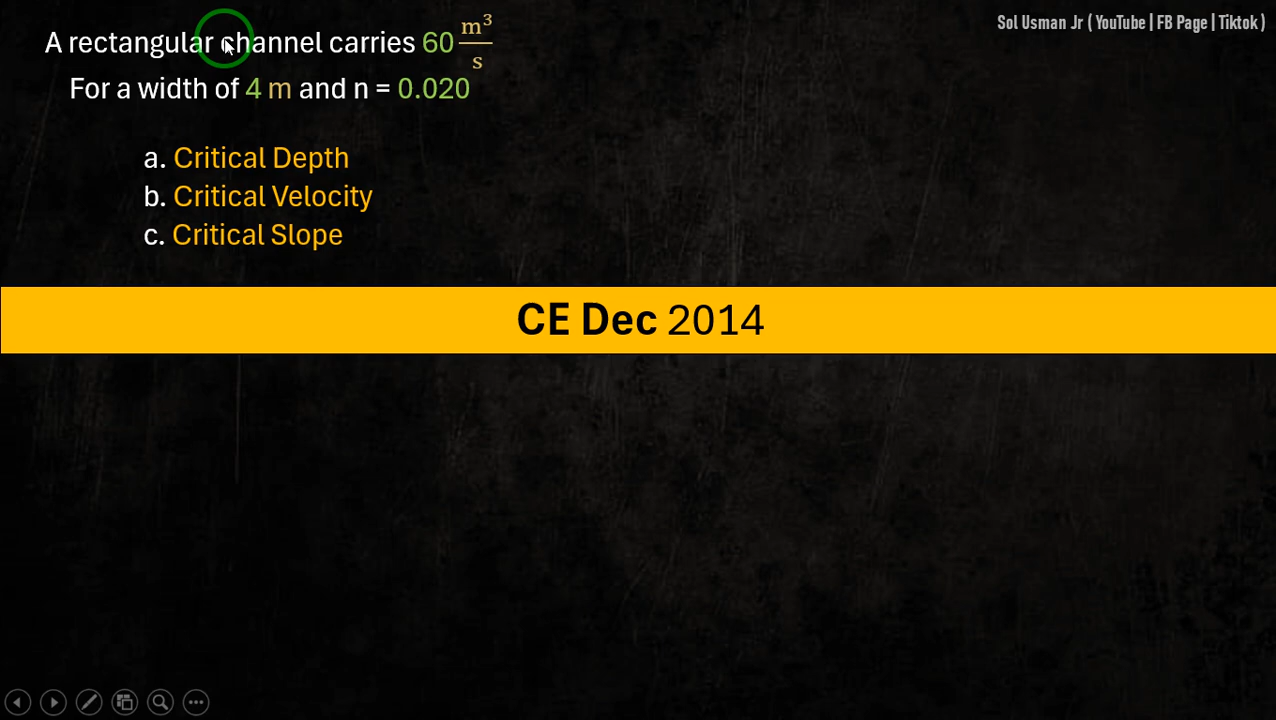 Sol Usman Jr ( YouTube | FB Page | Tiktok )
A rectangular channel carries 60 m³/s
For a width of 4 m and n = 0.020
a. Critical Depth
b. Critical Velocity
c. Critical Slope
CE Dec 2014